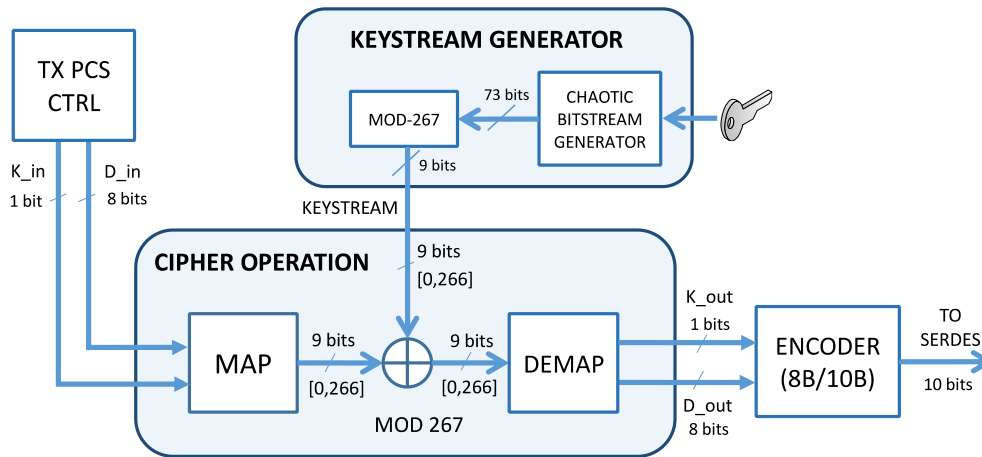 KEYSTREAM GENERATOR
TX PCS
CTRL
73 bits
CHAOTIC
BITSTREAM
GENERATOR
MOD-267
K_in
1 bit
D_in
8 bits
9 bits
KEYSTREAM
CIPHER OPERATION
9 bits
[0,266]
MAP
9 bits
[0,266]
9 bits
[0,266]
MOD 267
DEMAP
K_out
1 bits
D_out
8 bits
ENCODER
(8B/10B)
TO
SERDES
10 bits